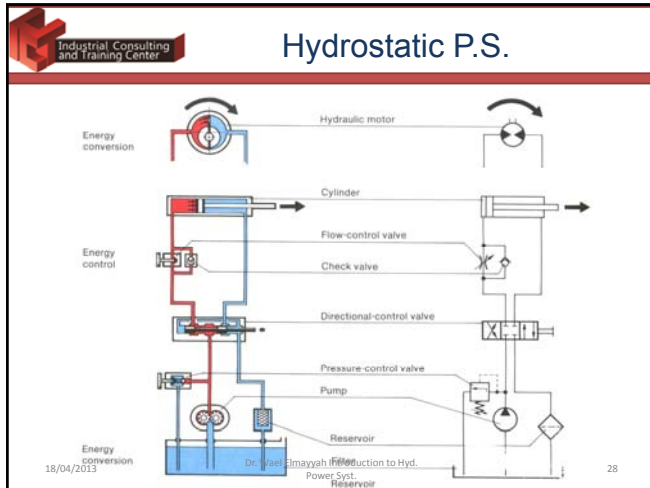 Industrial Consulting
and Training Center
Hydrostatic P.S.
Energy
conversion
Hydraulic motor
Cylinder
Energy
control
Flow-control valve
Check valve
Directional-control valve
Pressure-control valve
Pump
Reservoir
Energy
conversion
Filter
Reservoir
18/04/2013
Dr. Wael Elmayyah Introduction to Hyd.
Power Syst.
28